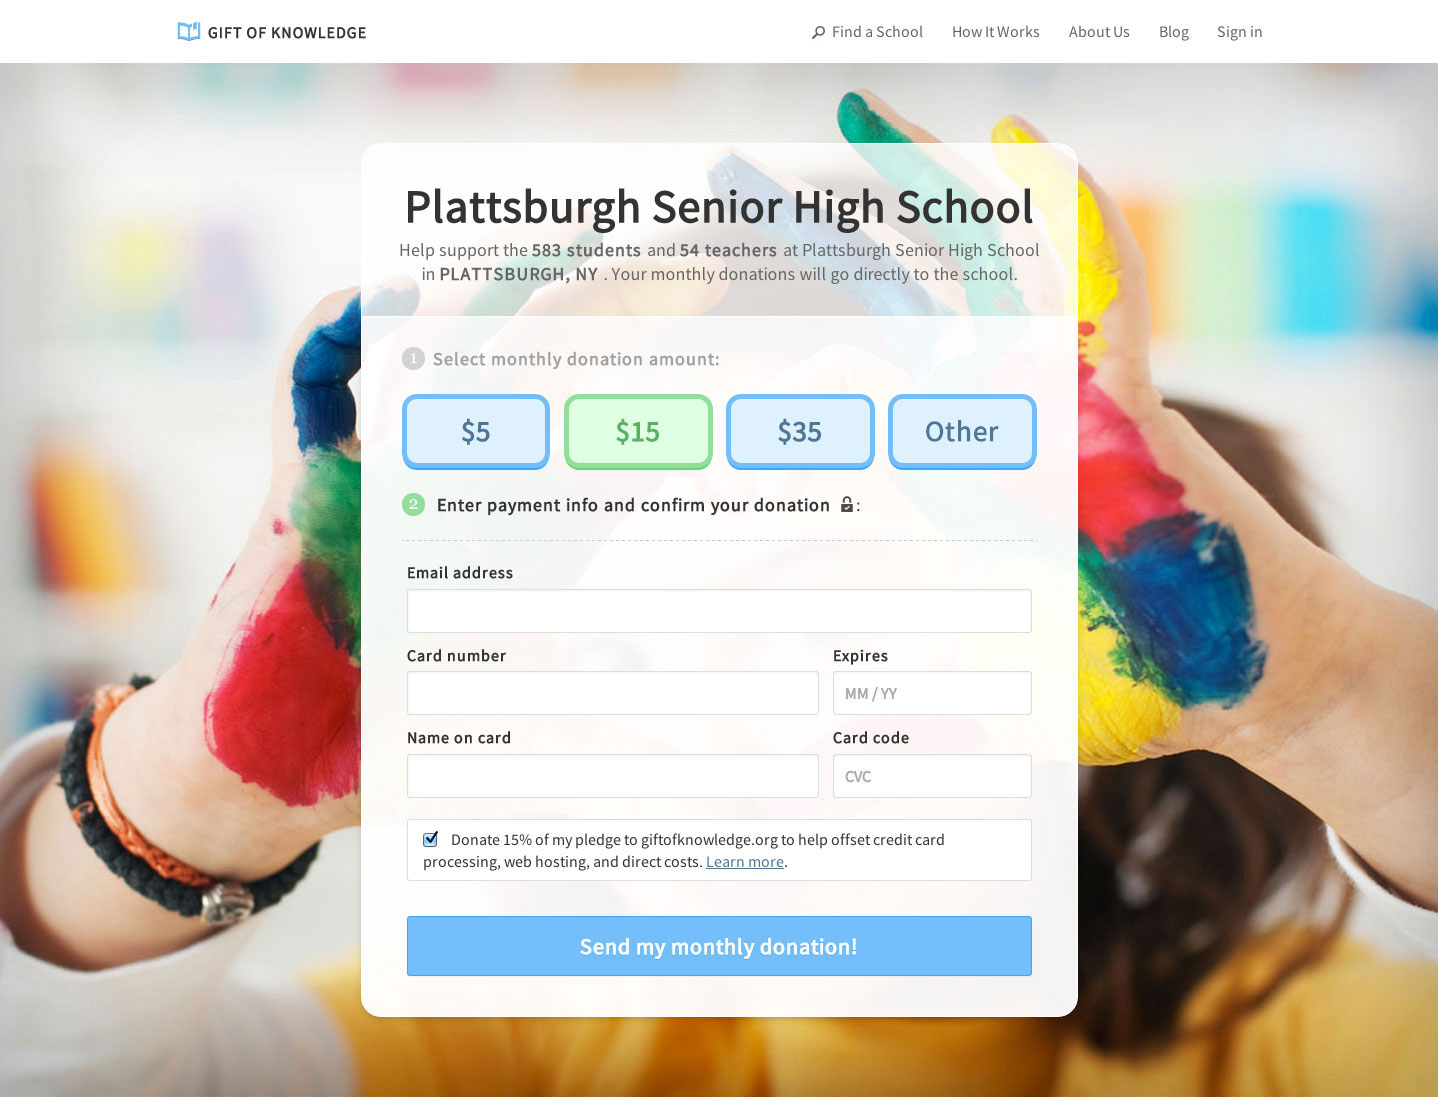 GIFT OF KNOWLEDGE
Find a School How It Works About Us Blog Sign in
Plattsburgh Senior High School
Help support the 583 students and 54 teachers at Plattsburgh Senior High School
in PLATTSBURGH, NY . Your monthly donations will go directly to the school.
1 Select monthly donation amount:
$5 $15 $35 Other
2 Enter payment info and confirm your donation :
Email address
Card number Expires
MM / YY
Name on card Card code
CVC
Donate 15% of my pledge to giftofknowledge.org to help offset credit card
processing, web hosting, and direct costs. Learn more.
Send my monthly donation!